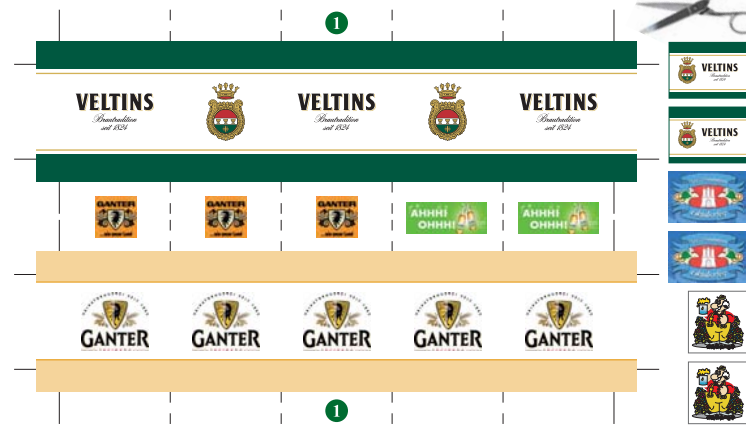 1
VELTINS
Brautradition
seit 1824
VELTINS
Brautradition
seit 1824
VELTINS
Brautradition
seit 1824
VELTINS
VELTINS
GANTER
GANTER
GANTER
AHHH!
OHHH!
AHHH!
OHHH!
GANTER
GANTER
GANTER
GANTER
GANTER
1